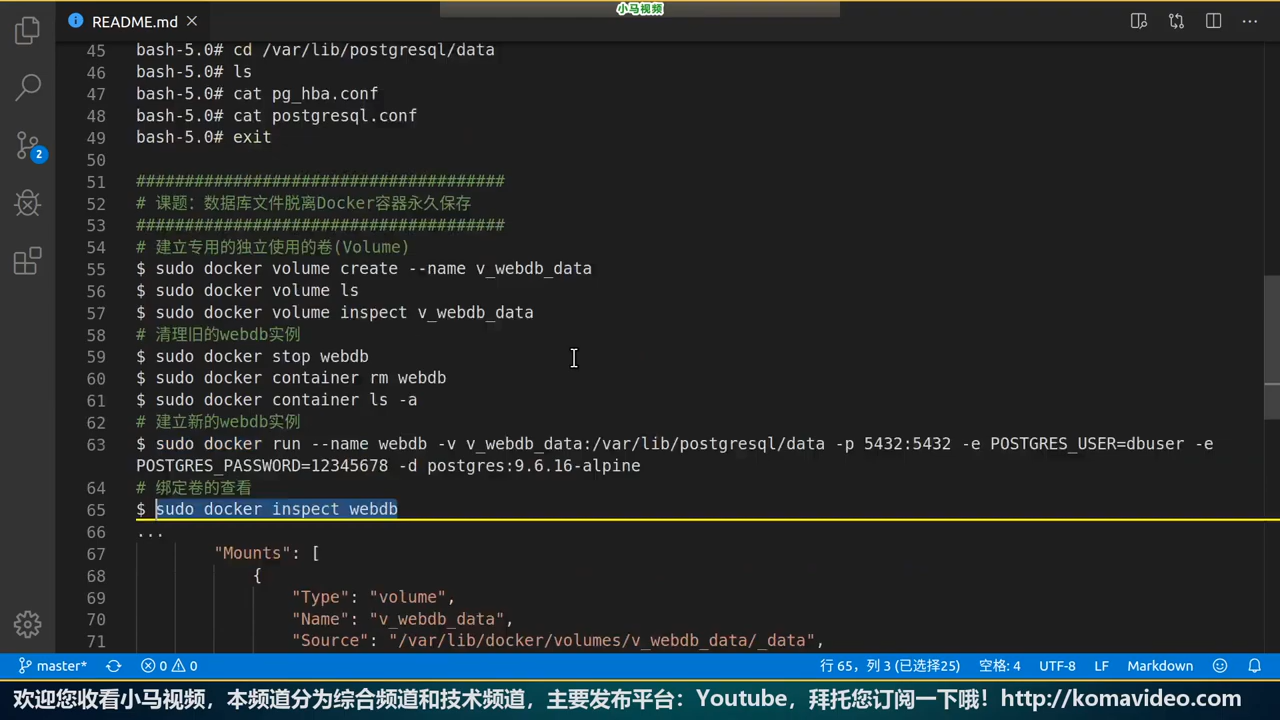 小马视频
README.md
45 bash-5.0# cd /var/lib/postgresql/data
46 bash-5.0# ls
47 bash-5.0# cat pg_hba.conf
48 bash-5.0# cat postgresql.conf
49 bash-5.0# exit
50
51 ######################################
52 # 课题：数据库文件脱离Docker容器永久保存
53 ######################################
54 # 建立专用的独立使用的卷(Volume)
55 $ sudo docker volume create --name v_webdb_data
56 $ sudo docker volume ls
57 $ sudo docker volume inspect v_webdb_data
58 # 清理旧的webdb实例
59 $ sudo docker stop webdb
60 $ sudo docker container rm webdb
61 $ sudo docker container ls -a
62 # 建立新的webdb实例
63 $ sudo docker run --name webdb -v v_webdb_data:/var/lib/postgresql/data -p 5432:5432 -e POSTGRES_USER=dbuser -e
POSTGRES_PASSWORD=12345678 -d postgres:9.6.16-alpine
64 # 绑定卷的查看
65 $ sudo docker inspect webdb
66 ...
67 "Mounts": [
68 {
69 "Type": "volume",
70 "Name": "v_webdb_data",
71 "Source": "/var/lib/docker/volumes/v_webdb_data/_data",
2
master* 0 0 行 65，列 3 (已选择25) 空格: 4 UTF-8 LF Markdown
欢迎您收看小马视频，本频道分为综合频道和技术频道，主要发布平台：Youtube，拜托您订阅一下哦！http://komavideo.com